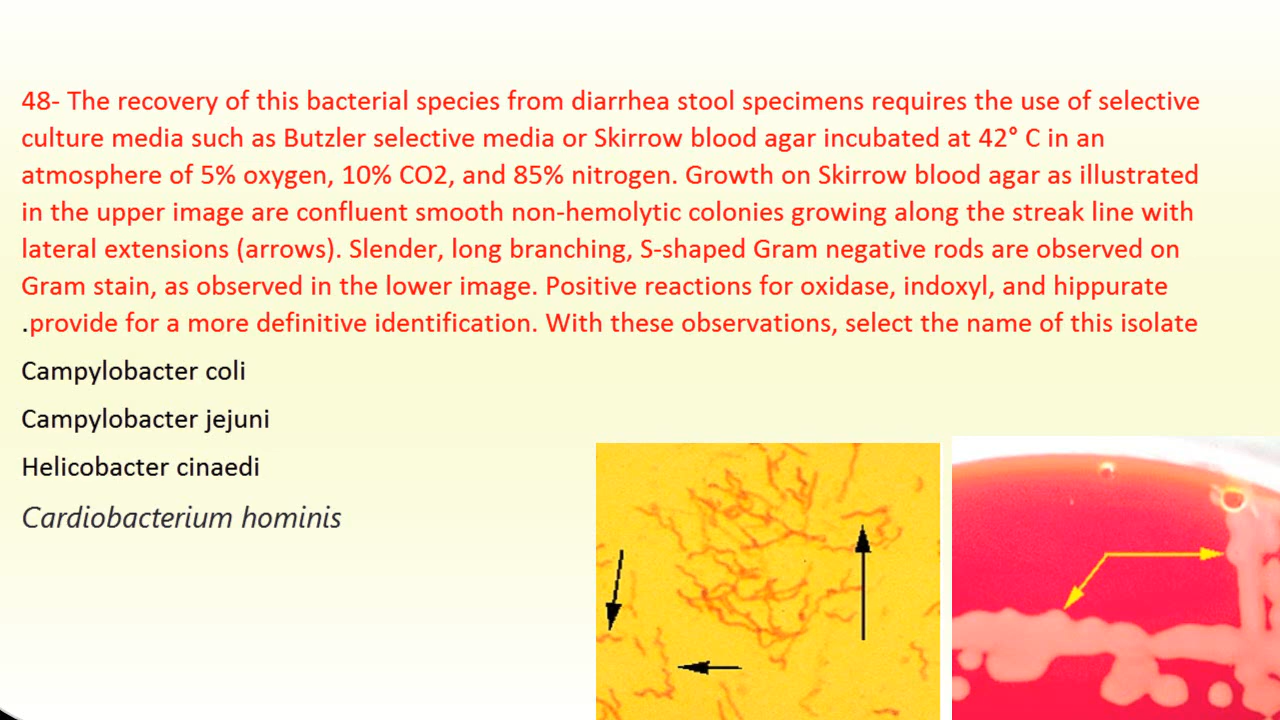 48- The recovery of this bacterial species from diarrhea stool specimens requires the use of selective
culture media such as Butzler selective media or Skirrow blood agar incubated at 42° C in an
atmosphere of 5% oxygen, 10% CO2, and 85% nitrogen. Growth on Skirrow blood agar as illustrated
in the upper image are confluent smooth non-hemolytic colonies growing along the streak line with
lateral extensions (arrows). Slender, long branching, S-shaped Gram negative rods are observed on
Gram stain, as observed in the lower image. Positive reactions for oxidase, indoxyl, and hippurate
.provide for a more definitive identification. With these observations, select the name of this isolate
Campylobacter coli
Campylobacter jejuni
Helicobacter cinaedi
Cardiobacterium hominis